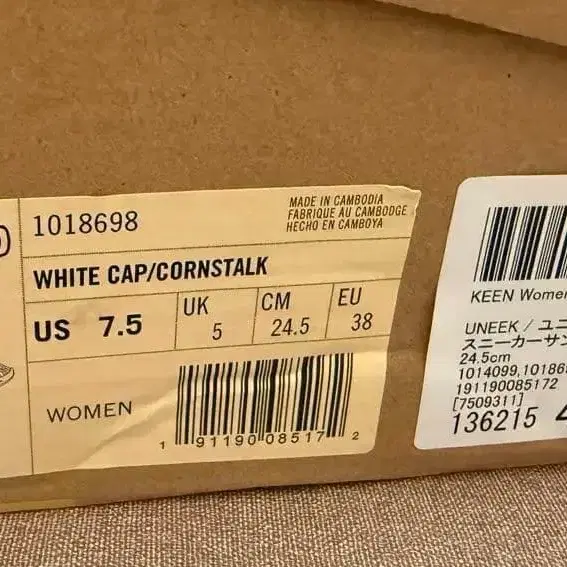 1018698
MADE IN CAMBODIA
FABRIQUE AU CAMBODGE
HECHO EN CAMBOYA
WHITE CAP/CORNSTALK
US 7.5
UK 5
CM 24.5
EU 38
WOMEN
1 91190 08517 2
KEEN Women
UNEEK / ユニ
スニーカーサン
24.5cm
1014099,10186
191190085172
[7509311]
136215